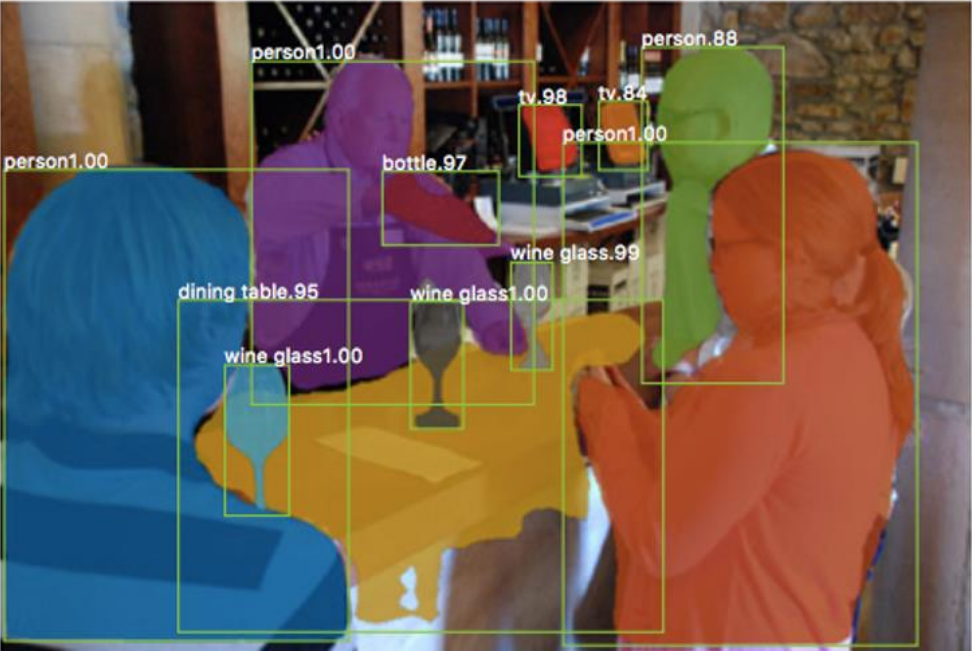 person.88
person1.00
tv.98
tv.84
person1.00
person1.00
bottle.97
wine glass.99
dining table.95
wine glass1.00
wine glass1.00